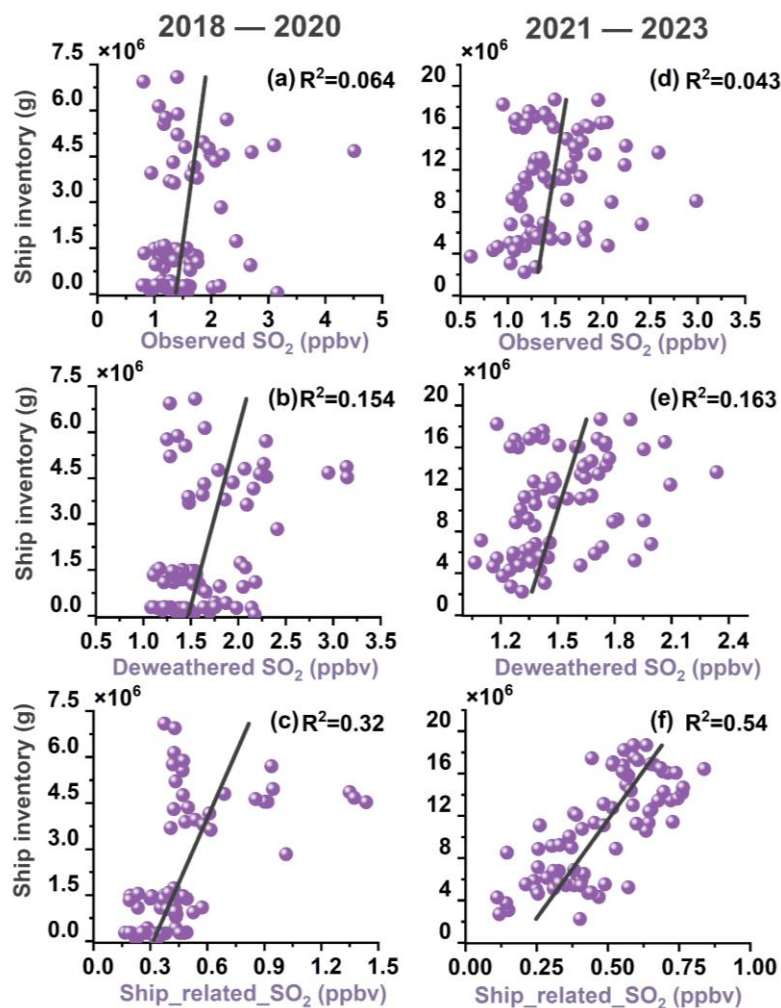 2018 — 2020
2021 — 2023
×10⁶
7.5
6.0
4.5
3.0
1.5
0.0
Ship inventory (g)
(a) R²=0.064
0 1 2 3 4 5
Observed SO₂ (ppbv)
×10⁶
20
16
12
8
4
0
(d) R²=0.043
0.5 1.0 1.5 2.0 2.5 3.0 3.5
Observed SO₂ (ppbv)
×10⁶
7.5
6.0
4.5
3.0
1.5
0.0
Ship inventory (g)
(b) R²=0.154
0.5 1.0 1.5 2.0 2.5 3.0 3.5
Deweathered SO₂ (ppbv)
×10⁶
20
16
12
8
4
0
(e) R²=0.163
1.2 1.5 1.8 2.1 2.4
Deweathered SO₂ (ppbv)
×10⁶
7.5
6.0
4.5
3.0
1.5
0.0
Ship inventory (g)
(c) R²=0.32
0.0 0.3 0.6 0.9 1.2 1.5
Ship_related_SO₂ (ppbv)
×10⁶
20
16
12
8
4
0
(f) R²=0.54
0.00 0.25 0.50 0.75 1.00
Ship_related_SO₂ (ppbv)